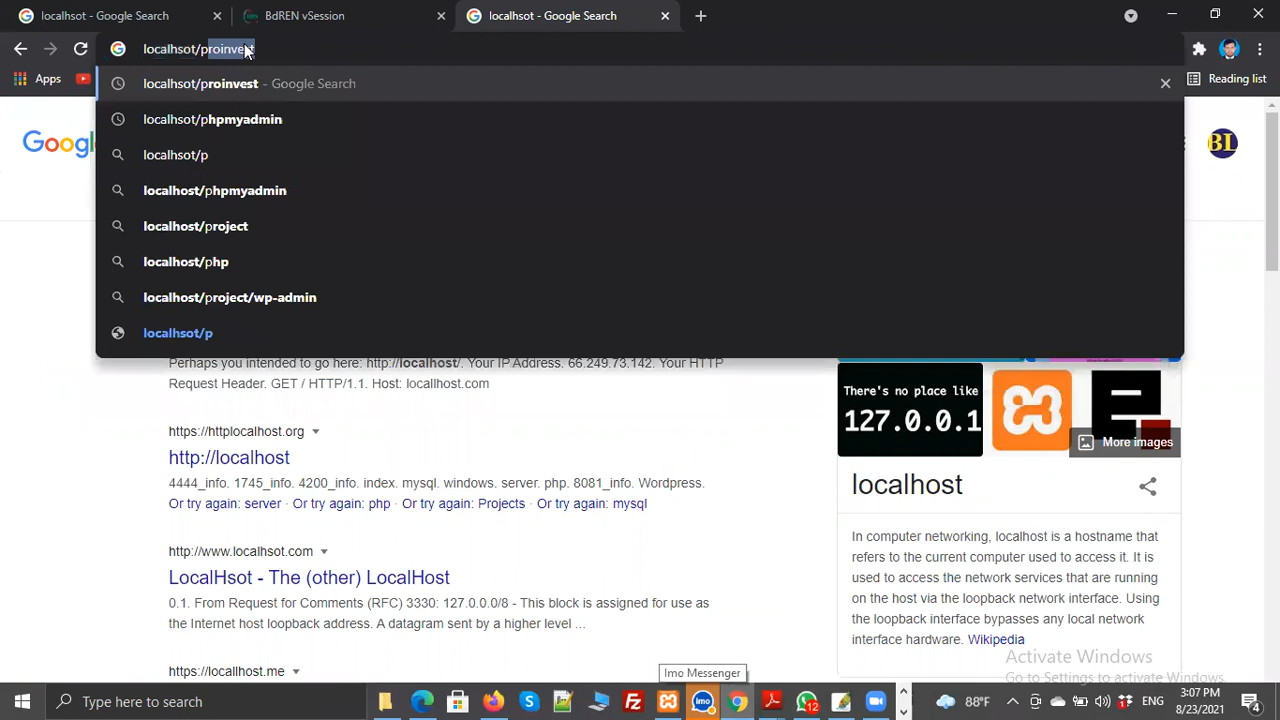 localhsot - Google Search
BdREN vSession
localhsot - Google Search
localhsot/proinvest
Apps
Reading list
localhsot/proinvest - Google Search
localhsot/phpmyadmin
localhsot/p
localhost/phpmyadmin
localhost/project
localhost/php
localhost/project/wp-admin
localhsot/p
Googl
BL
Perhaps you intended to go here: http://localhost/. Your IP Address. 66.249.73.142. Your HTTP
Request Header. GET / HTTP/1.1. Host: locallhost.com
https://httplocalhost.org
http://localhost
4444_info. 1745_info. 4200_info. index. mysql. windows. server. php. 8081_info. Wordpress.
Or try again: server · Or try again: php · Or try again: Projects · Or try again: mysql
http://www.localhsot.com
LocalHsot - The (other) LocalHost
0.1. From Request for Comments (RFC) 3330: 127.0.0.0/8 - This block is assigned for use as
the Internet host loopback address. A datagram sent by a higher level ...
https://localhost.me
There's no place like
127.0.0.1
More images
localhost
In computer networking, localhost is a hostname that
refers to the current computer used to access it. It is
used to access the network services that are running
on the host via the loopback network interface. Using
the loopback interface bypasses any local network
interface hardware. Wikipedia
Activate Windows
Go to Settings to activate Windows.
Imo Messenger
Type here to search
imo
12
88°F
ENG
3:07 PM
8/23/2021
4